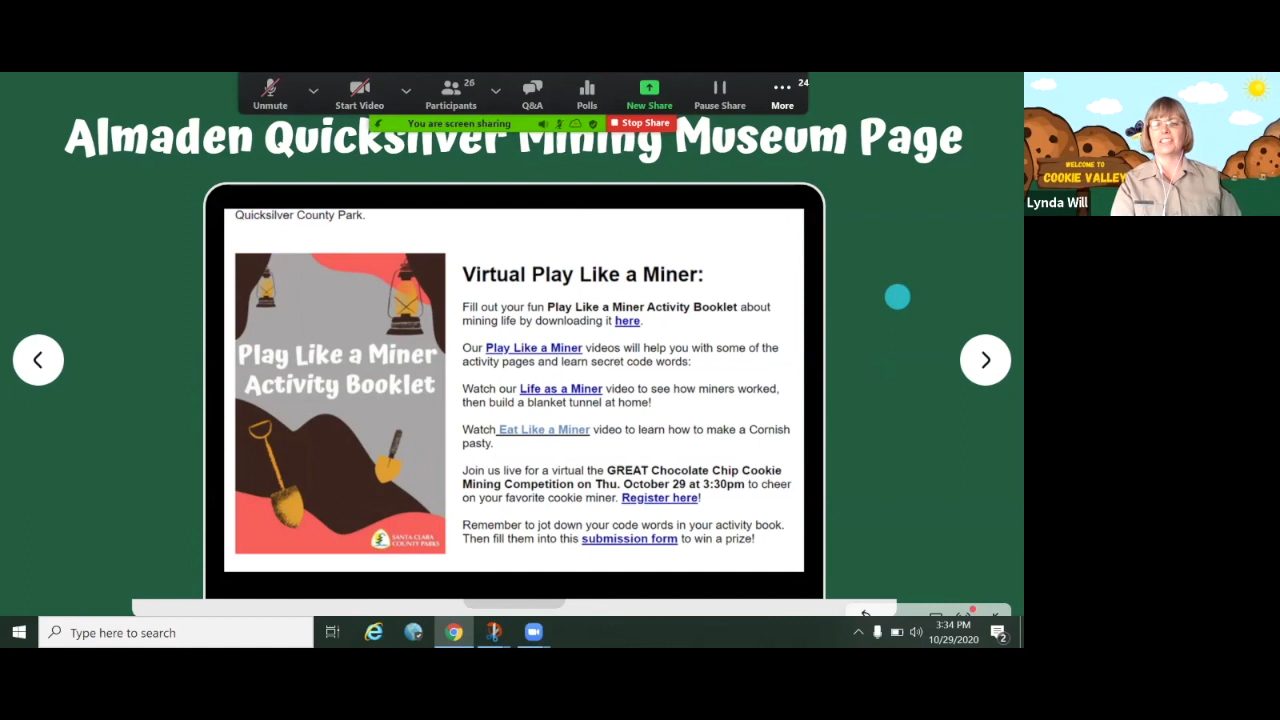 26
24
Unmute
Start Video
Participants
Q&A
Polls
New Share
Pause Share
More
You are screen sharing
Stop Share
Almaden Quicksilver Mining Museum Page
WELCOME TO
COOKIE VALLEY
Lynda Will
Quicksilver County Park.
Play Like a Miner
Activity Booklet
SANTA CLARA
COUNTY PARKS
Virtual Play Like a Miner:
Fill out your fun Play Like a Miner Activity Booklet about
mining life by downloading it here.
Our Play Like a Miner videos will help you with some of the
activity pages and learn secret code words:
Watch our Life as a Miner video to see how miners worked,
then build a blanket tunnel at home!
Watch Eat Like a Miner video to learn how to make a Cornish
pasty.
Join us live for a virtual the GREAT Chocolate Chip Cookie
Mining Competition on Thu. October 29 at 3:30pm to cheer
on your favorite cookie miner. Register here!
Remember to jot down your code words in your activity book.
Then fill them into this submission form to win a prize!
Type here to search
3:34 PM
10/29/2020
2